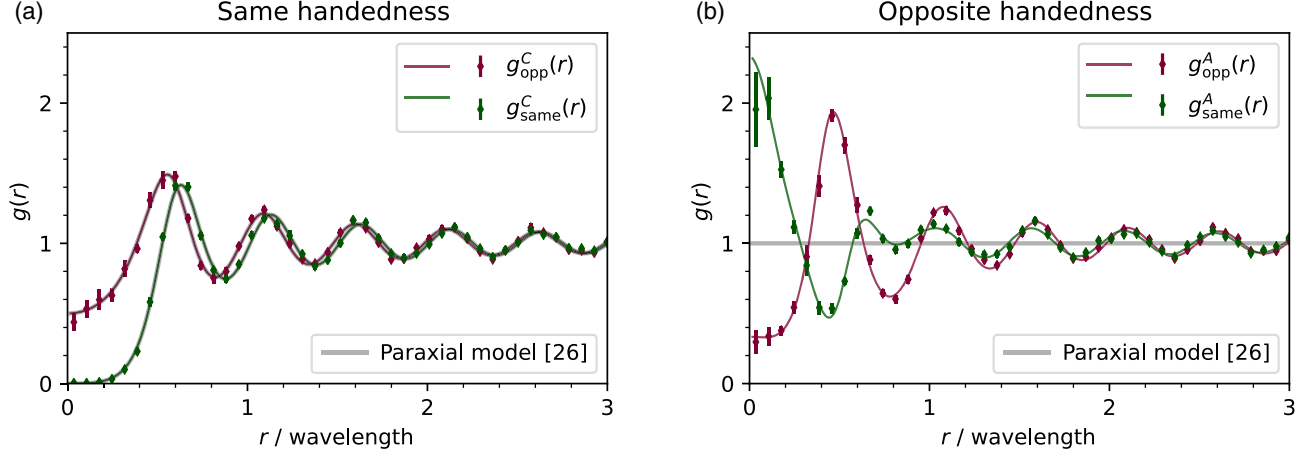 (a)
Same handedness
g^C_opp(r)
g^C_same(r)
Paraxial model [26]
g(r)
0
1
2
0
1
2
3
r / wavelength
(b)
Opposite handedness
g^A_opp(r)
g^A_same(r)
Paraxial model [26]
g(r)
0
1
2
0
1
2
3
r / wavelength